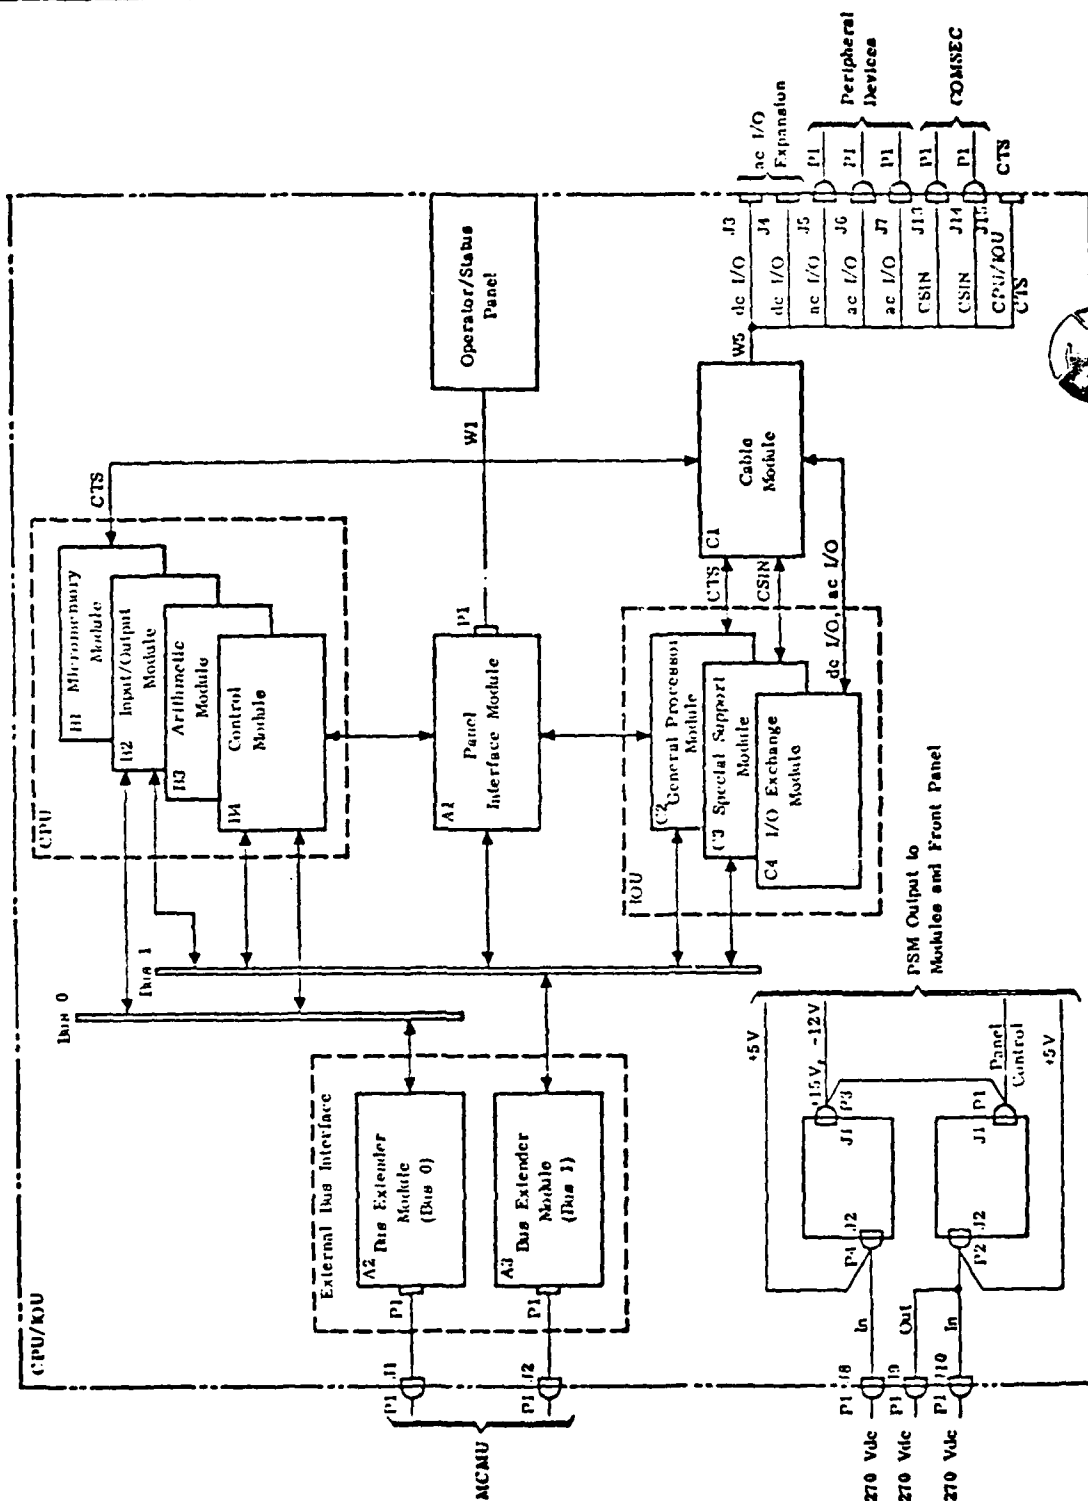 CPU/IOU
MCMU
P1
J1
P1
J2
External Bus Interface
P1
A2
Bus Extender
Module
(Bus 0)
P1
A3
Bus Extender
Module
(Bus 1)
Bus 0
Bus 1
CPU
B1
Micromemory
Module
B2
Input/Output
Module
B3
Arithmetic
Module
B4
Control
Module
CTS
A1
Panel
Interface Module
P1
W1
Operator/Status
Panel
IOU
C2
General Processor
Module
C3
Special Support
Module
C4
I/O Exchange
Module
CTS
CSIN
dc I/O, ac I/O
C1
Cable
Module
W5
dc I/O
J3
dc I/O
J4
ac I/O
Expansion
ac I/O
J5
P1
ac I/O
J6
P1
ac I/O
J7
P1
Peripheral
Devices
CSIN
J13
P1
CSIN
J14
P1
COMSEC
CPU/IOU
CTS
J15
CTS
270 Vdc
P1
J8
In
270 Vdc
P1
J9
Out
270 Vdc
P1
J10
In
P4
J2
J1
P3
+15V, -12V
P2
J2
J1
P1
Panel
Control
+5V
+5V
PSM Output to
Modules and Front Panel